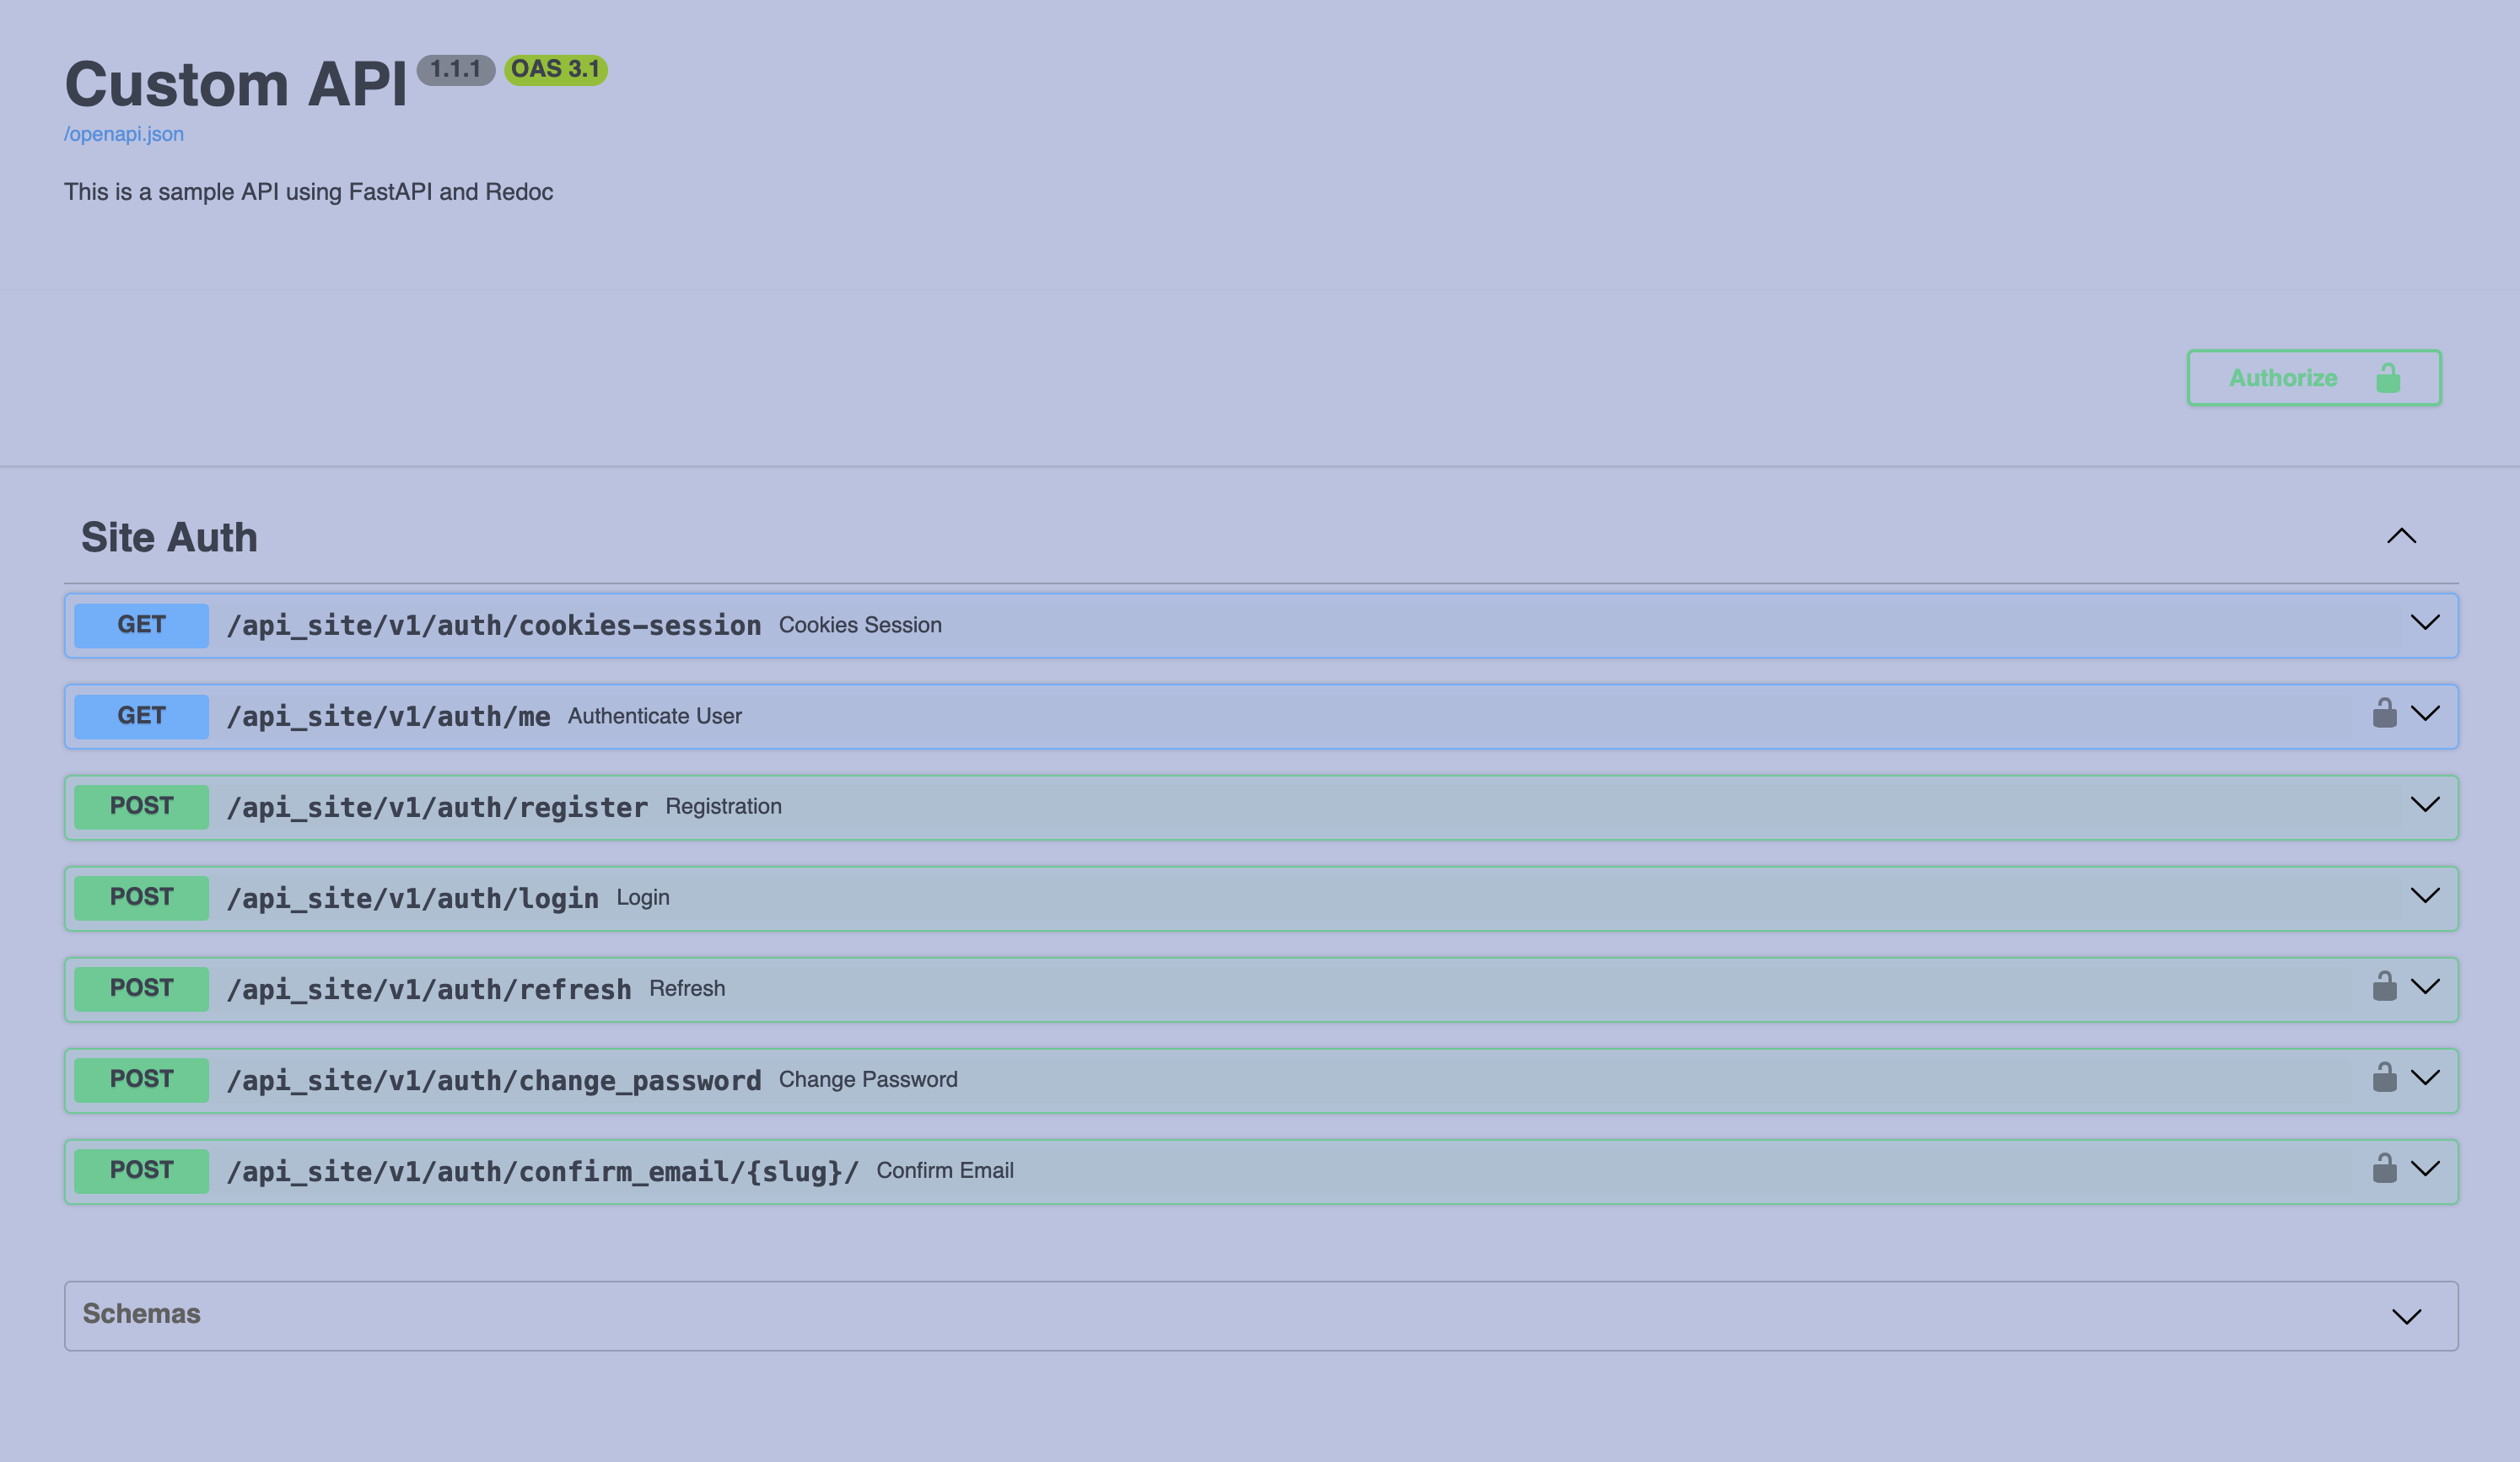 Custom API 1.1.1 OAS 3.1
/openapi.json
This is a sample API using FastAPI and Redoc
Authorize
Site Auth
GET /api_site/v1/auth/cookies-session Cookies Session
GET /api_site/v1/auth/me Authenticate User
POST /api_site/v1/auth/register Registration
POST /api_site/v1/auth/login Login
POST /api_site/v1/auth/refresh Refresh
POST /api_site/v1/auth/change_password Change Password
POST /api_site/v1/auth/confirm_email/{slug}/ Confirm Email
Schemas